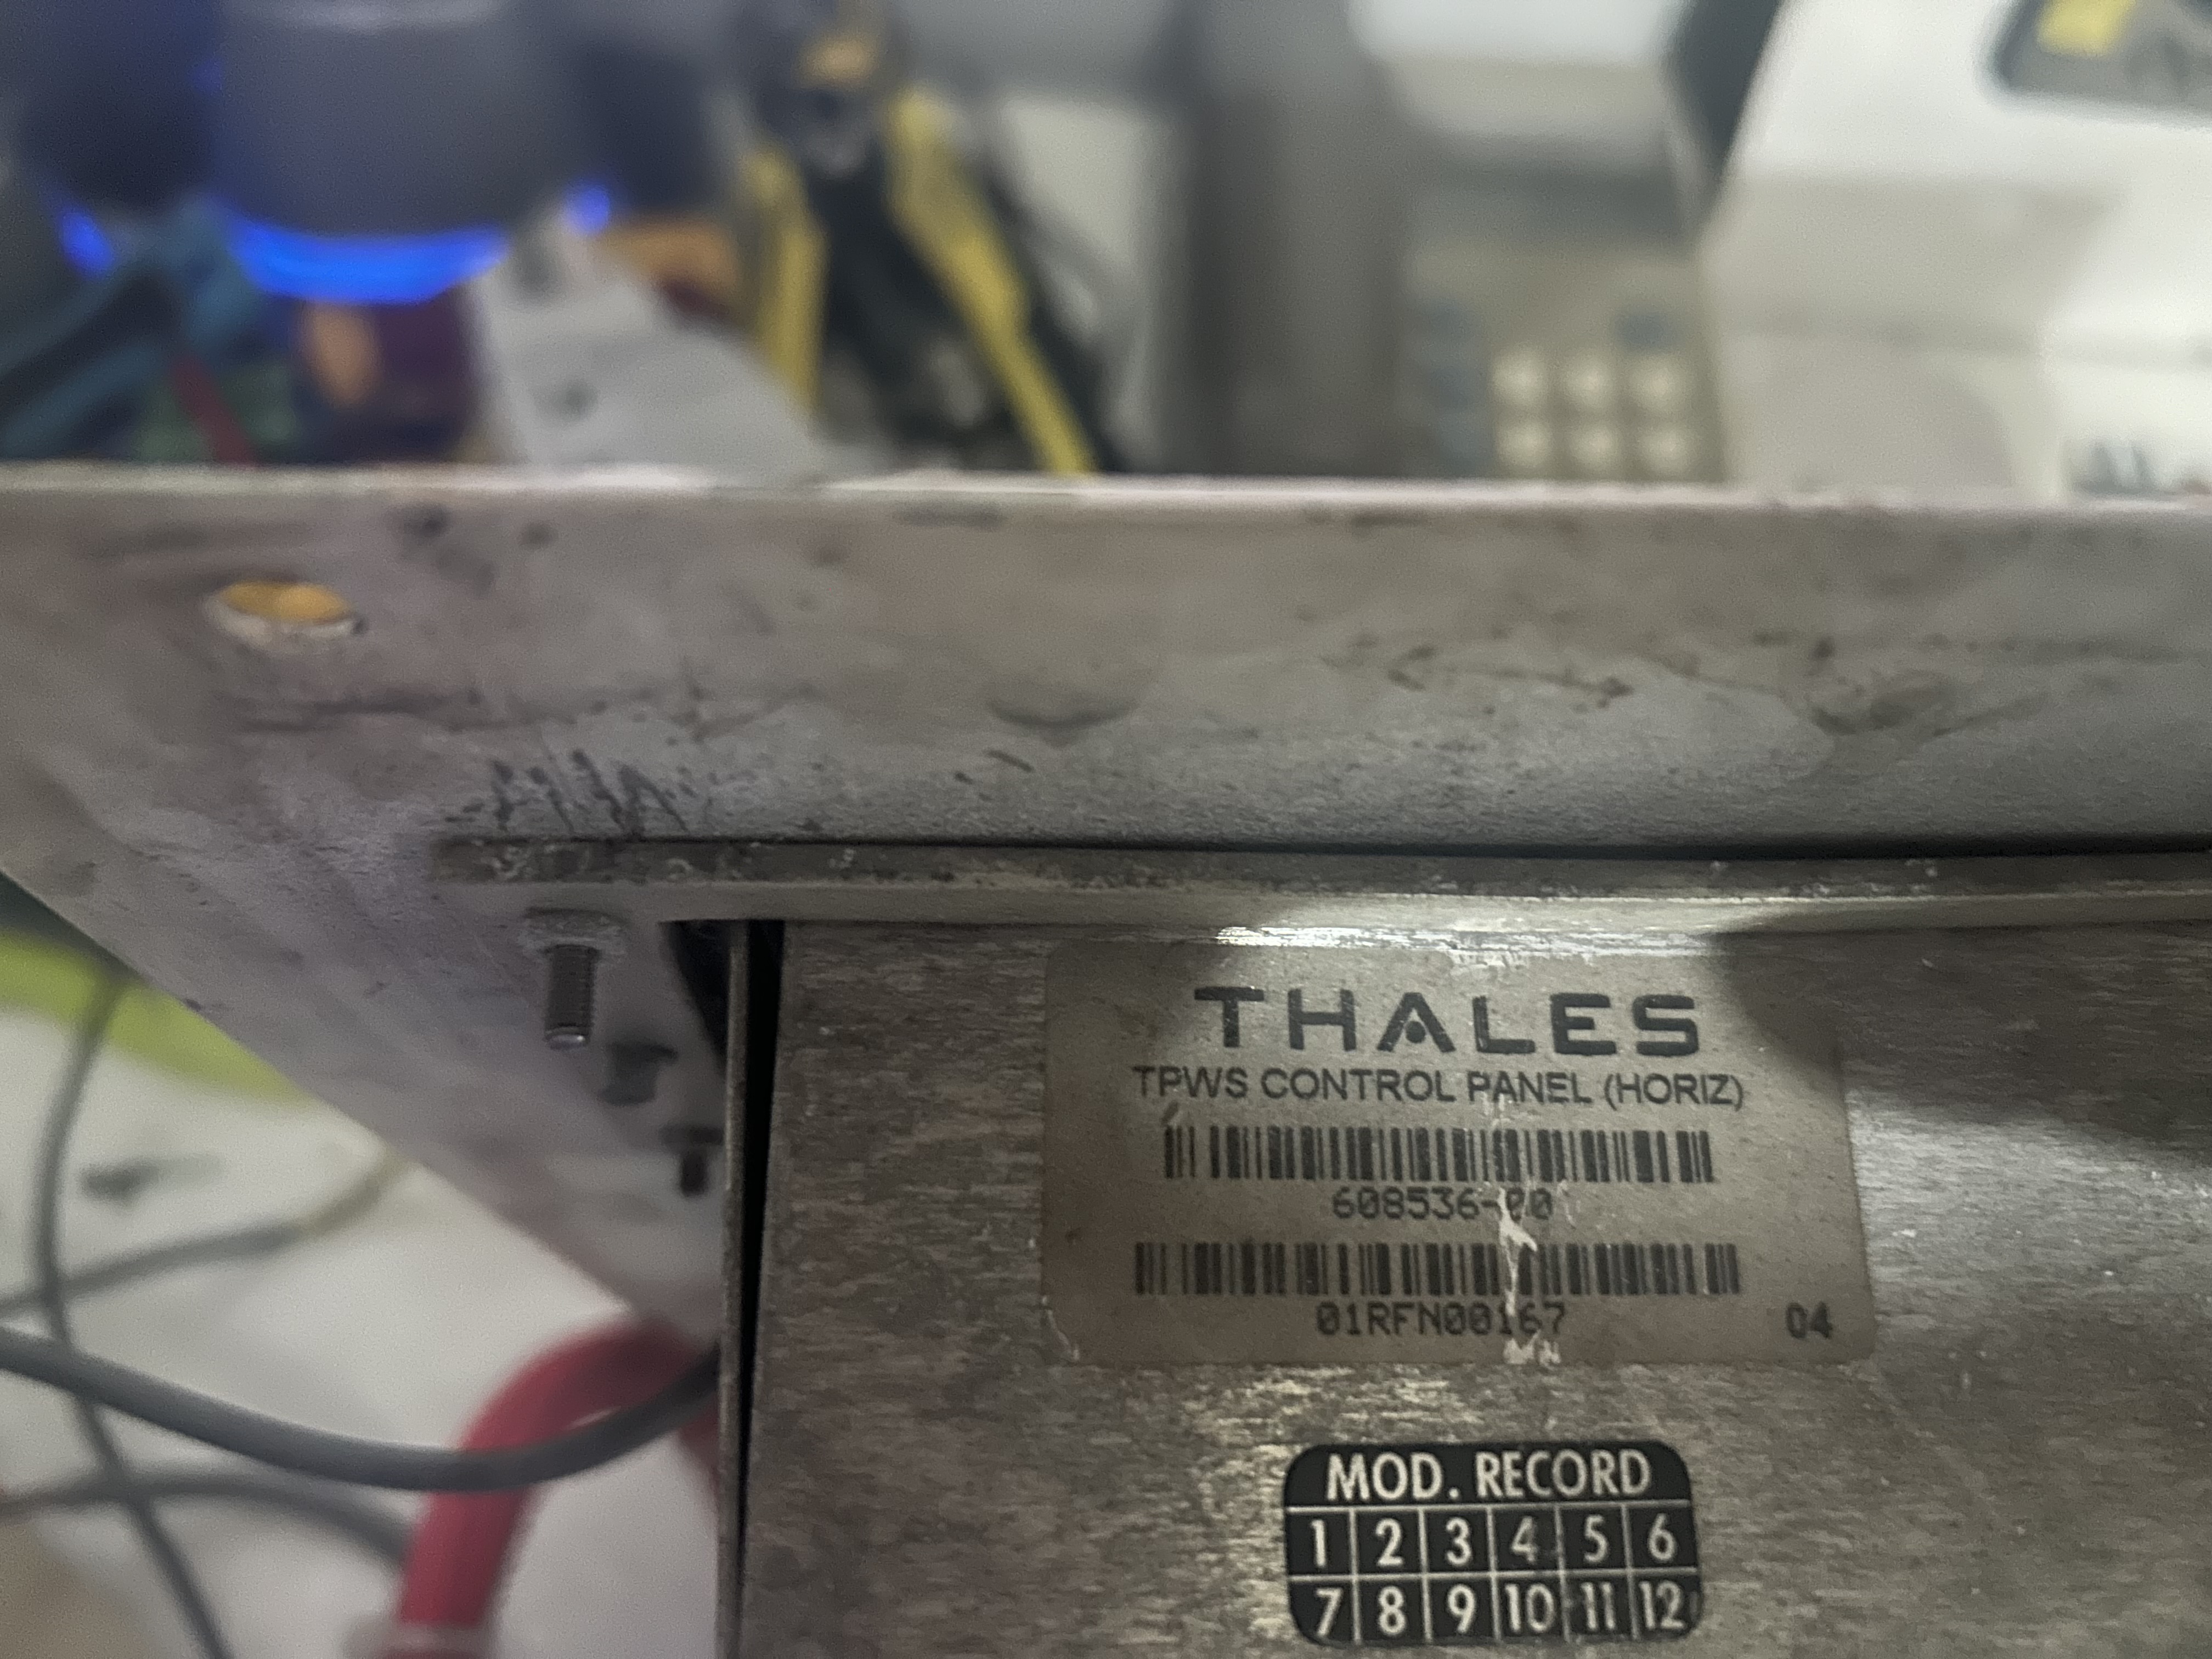 THALES
TPWS CONTROL PANEL (HORIZ)
608536-00
01RFN00167
04
MOD. RECORD
1 2 3 4 5 6
7 8 9 10 11 12